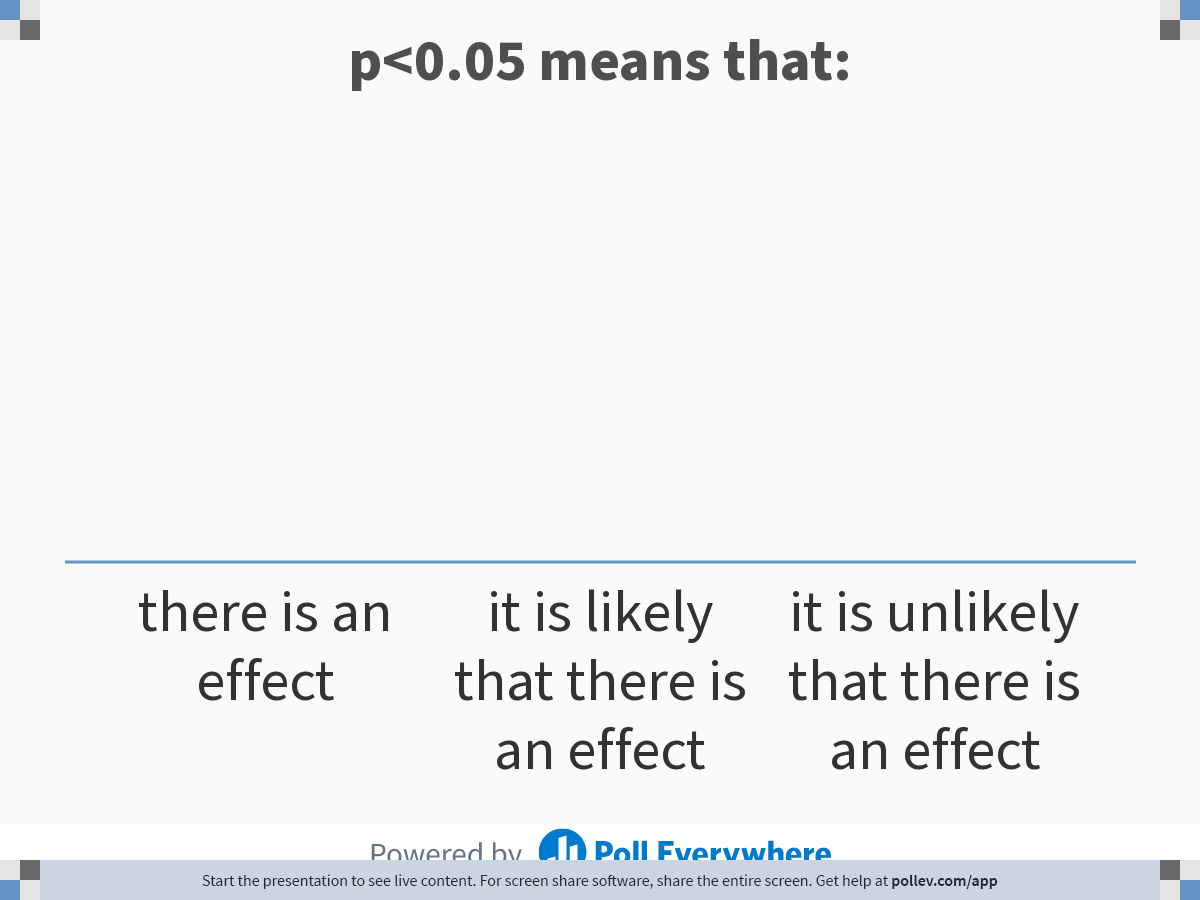 p<0.05 means that:
there is an
effect
it is likely
that there is
an effect
it is unlikely
that there is
an effect
Powered by Poll Everywhere
Start the presentation to see live content. For screen share software, share the entire screen. Get help at pollev.com/app